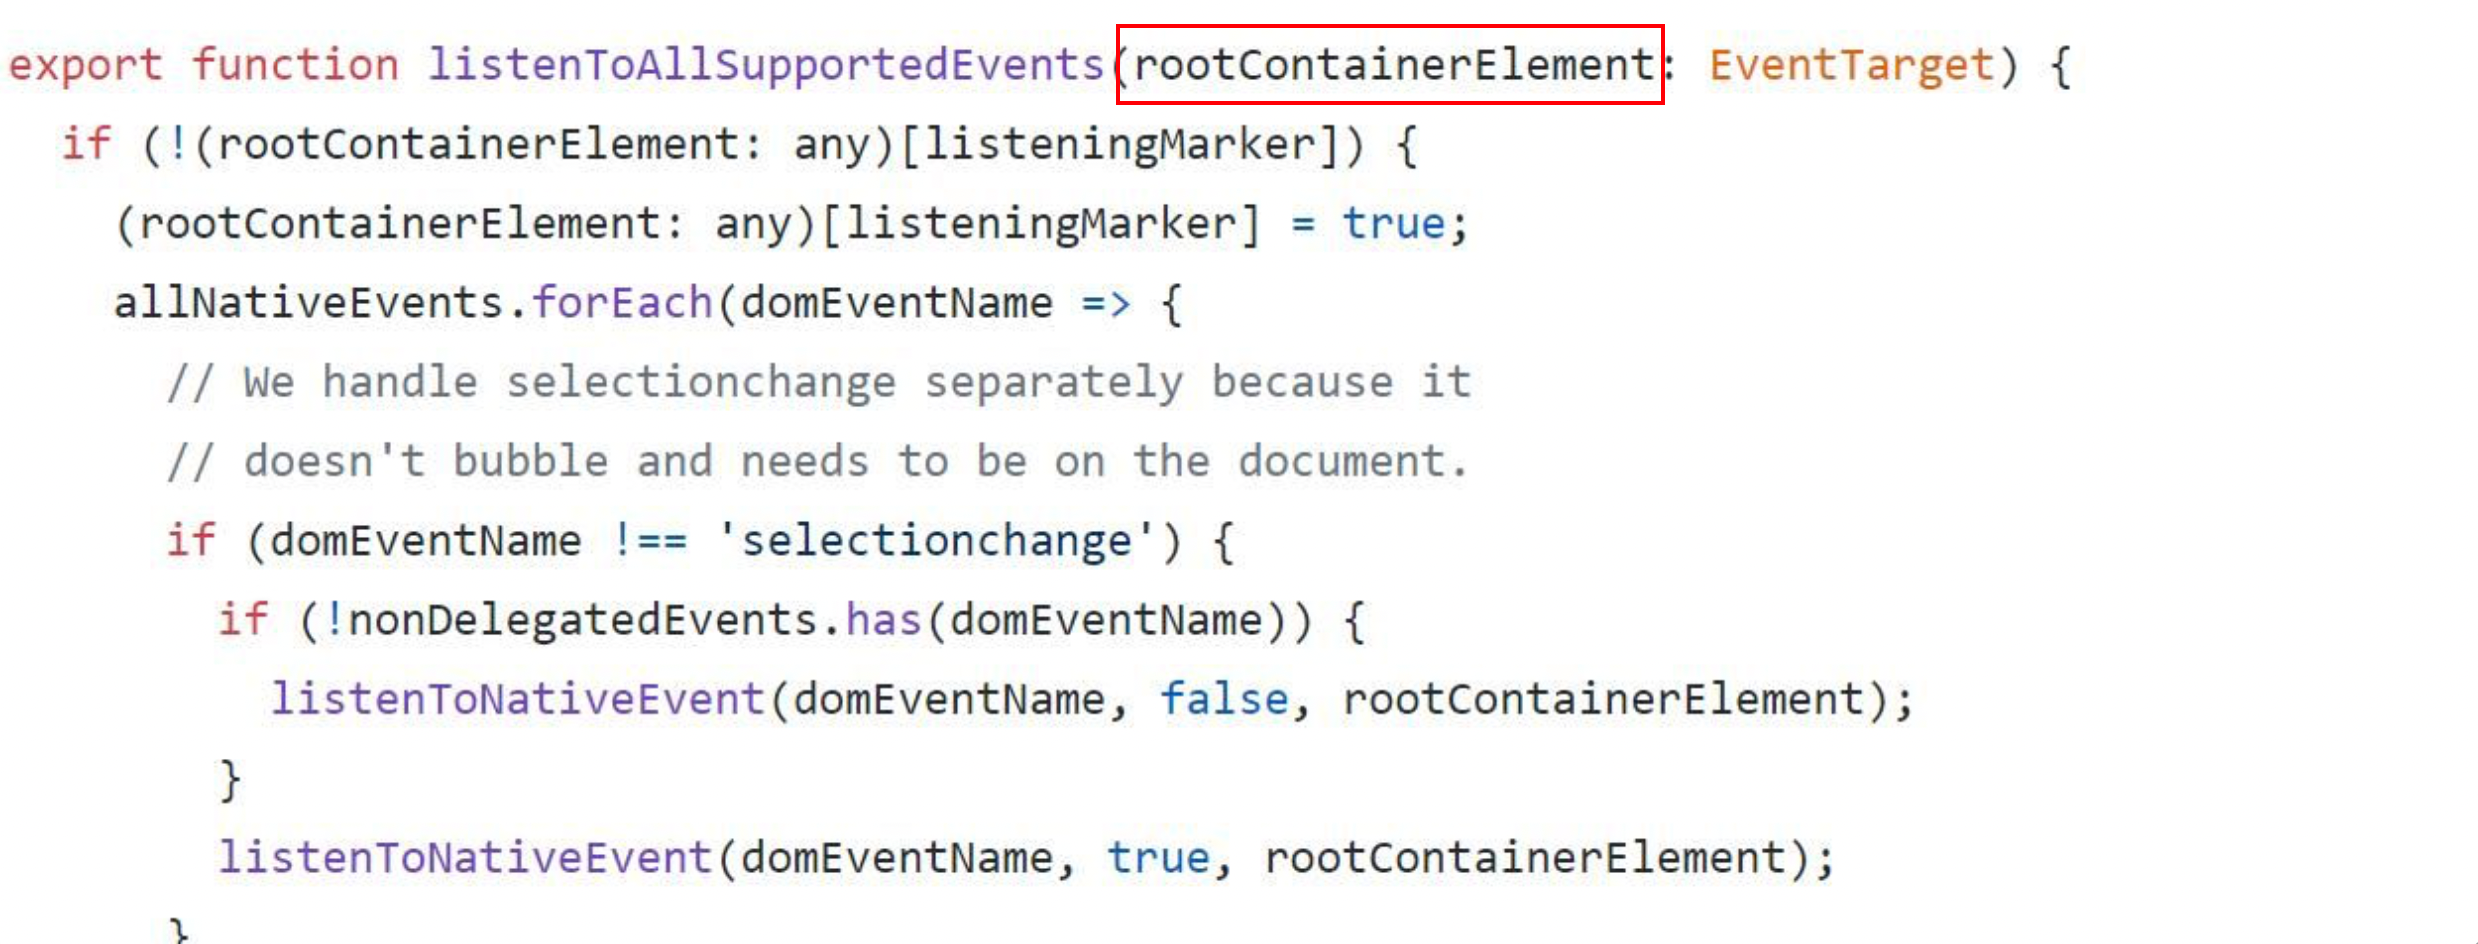 export function listenToAllSupportedEvents(rootContainerElement: EventTarget) {
if (!(rootContainerElement: any)[listeningMarker]) {
(rootContainerElement: any)[listeningMarker] = true;
allNativeEvents.forEach(domEventName => {
// We handle selectionchange separately because it
// doesn't bubble and needs to be on the document.
if (domEventName !== 'selectionchange') {
if (!nonDelegatedEvents.has(domEventName)) {
listenToNativeEvent(domEventName, false, rootContainerElement);
}
listenToNativeEvent(domEventName, true, rootContainerElement);
}